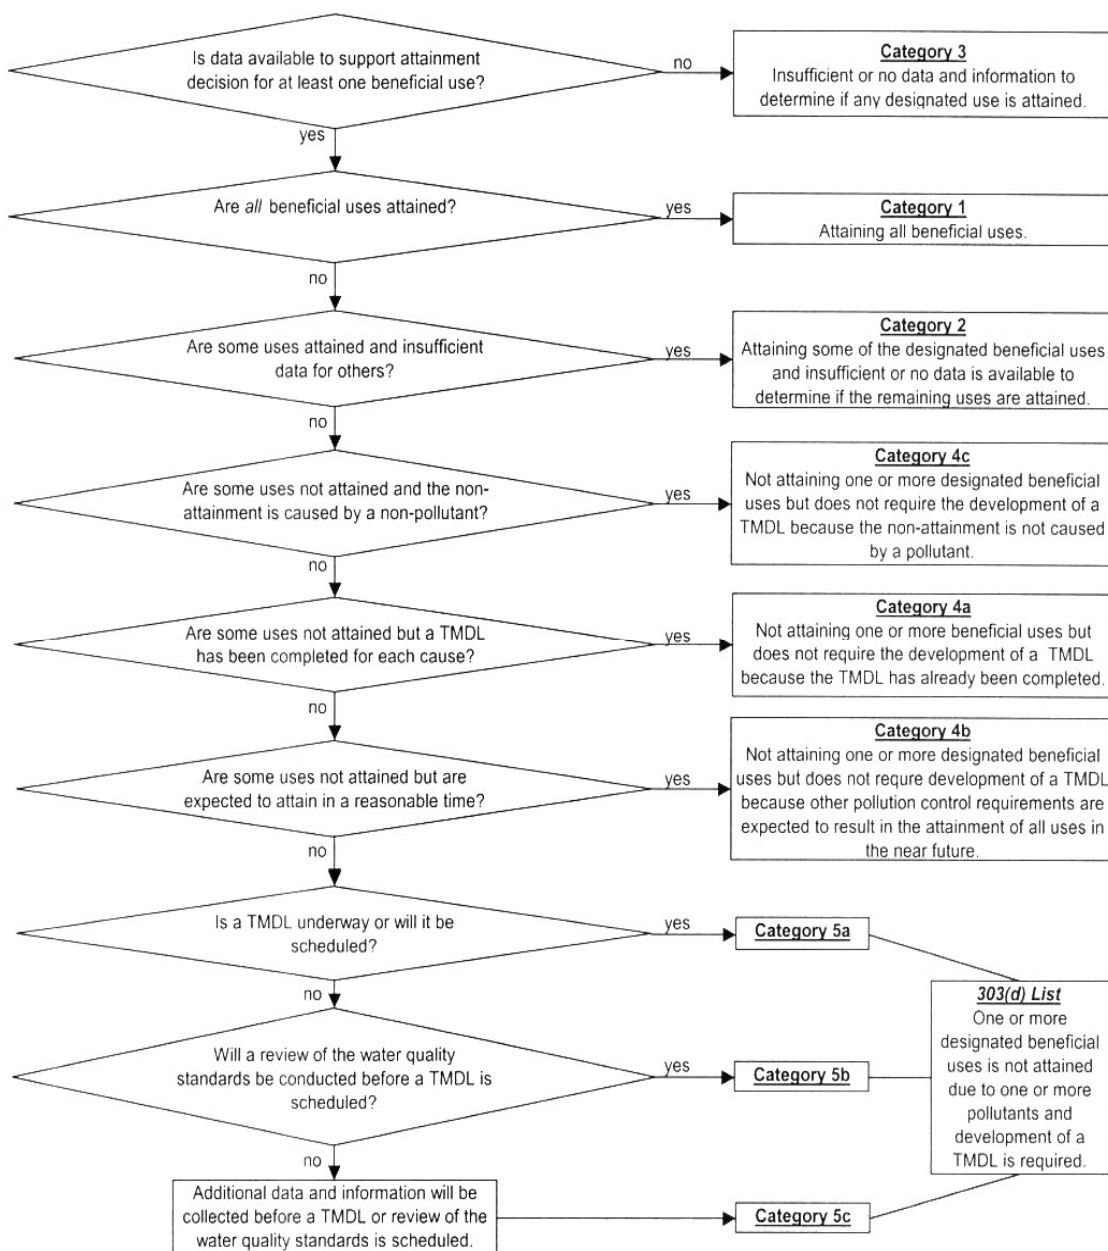 Is data available to support attainment
decision for at least one beneficial use?
no
Category 3
Insufficient or no data and information to
determine if any designated use is attained.
yes
Are all beneficial uses attained?
yes
Category 1
Attaining all beneficial uses.
no
Are some uses attained and insufficient
data for others?
yes
Category 2
Attaining some of the designated beneficial uses
and insufficient or no data is available to
determine if the remaining uses are attained.
no
Are some uses not attained and the non-
attainment is caused by a non-pollutant?
yes
Category 4c
Not attaining one or more designated beneficial
uses but does not require the development of a
TMDL because the non-attainment is not caused
by a pollutant.
no
Are some uses not attained but a TMDL
has been completed for each cause?
yes
Category 4a
Not attaining one or more beneficial uses but
does not require the development of a TMDL
because the TMDL has already been completed.
no
Are some uses not attained but are
expected to attain in a reasonable time?
yes
Category 4b
Not attaining one or more designated beneficial
uses but does not requre development of a TMDL
because other pollution control requirements are
expected to result in the attainment of all uses in
the near future.
no
Is a TMDL underway or will it be
scheduled?
yes
Category 5a
no
Will a review of the water quality
standards be conducted before a TMDL is
scheduled?
yes
Category 5b
303(d) List
One or more
designated beneficial
uses is not attained
due to one or more
pollutants and
development of a
TMDL is required.
no
Additional data and information will be
collected before a TMDL or review of the
water quality standards is scheduled.
Category 5c